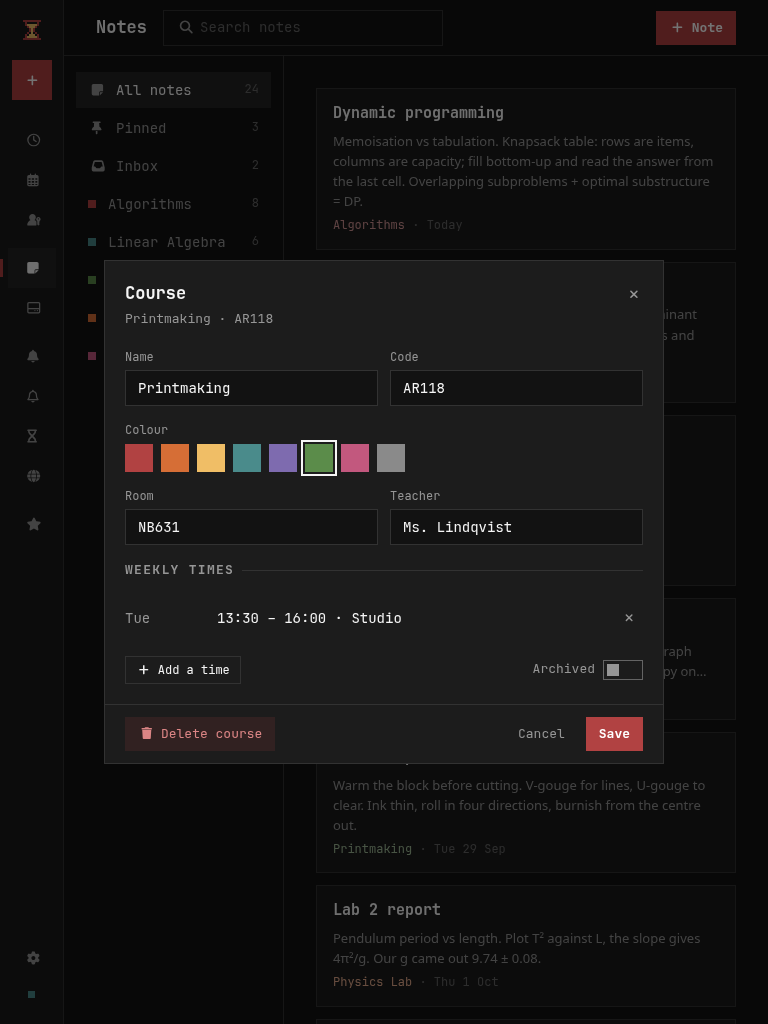 Notes
Search notes
+ Note
+
All notes 24
Pinned 3
Inbox 2
Algorithms 8
Linear Algebra 6
Dynamic programming
Memoisation vs tabulation. Knapsack table: rows are items,
columns are capacity; fill bottom-up and read the answer from
the last cell. Overlapping subproblems + optimal substructure
= DP.
Algorithms · Today
Course
×
Printmaking · AR118
Name
Code
Printmaking
AR118
Colour
Room
Teacher
NB631
Ms. Lindqvist
WEEKLY TIMES
Tue 13:30 – 16:00 · Studio ×
+ Add a time
Archived
Delete course
Cancel
Save
Warm the block before cutting. V-gouge for lines, U-gouge to
clear. Ink thin, roll in four directions, burnish from the centre
out.
Printmaking · Tue 29 Sep
Lab 2 report
Pendulum period vs length. Plot T² against L, the slope gives
4π²/g. Our g came out 9.74 ± 0.08.
Physics Lab · Thu 1 Oct